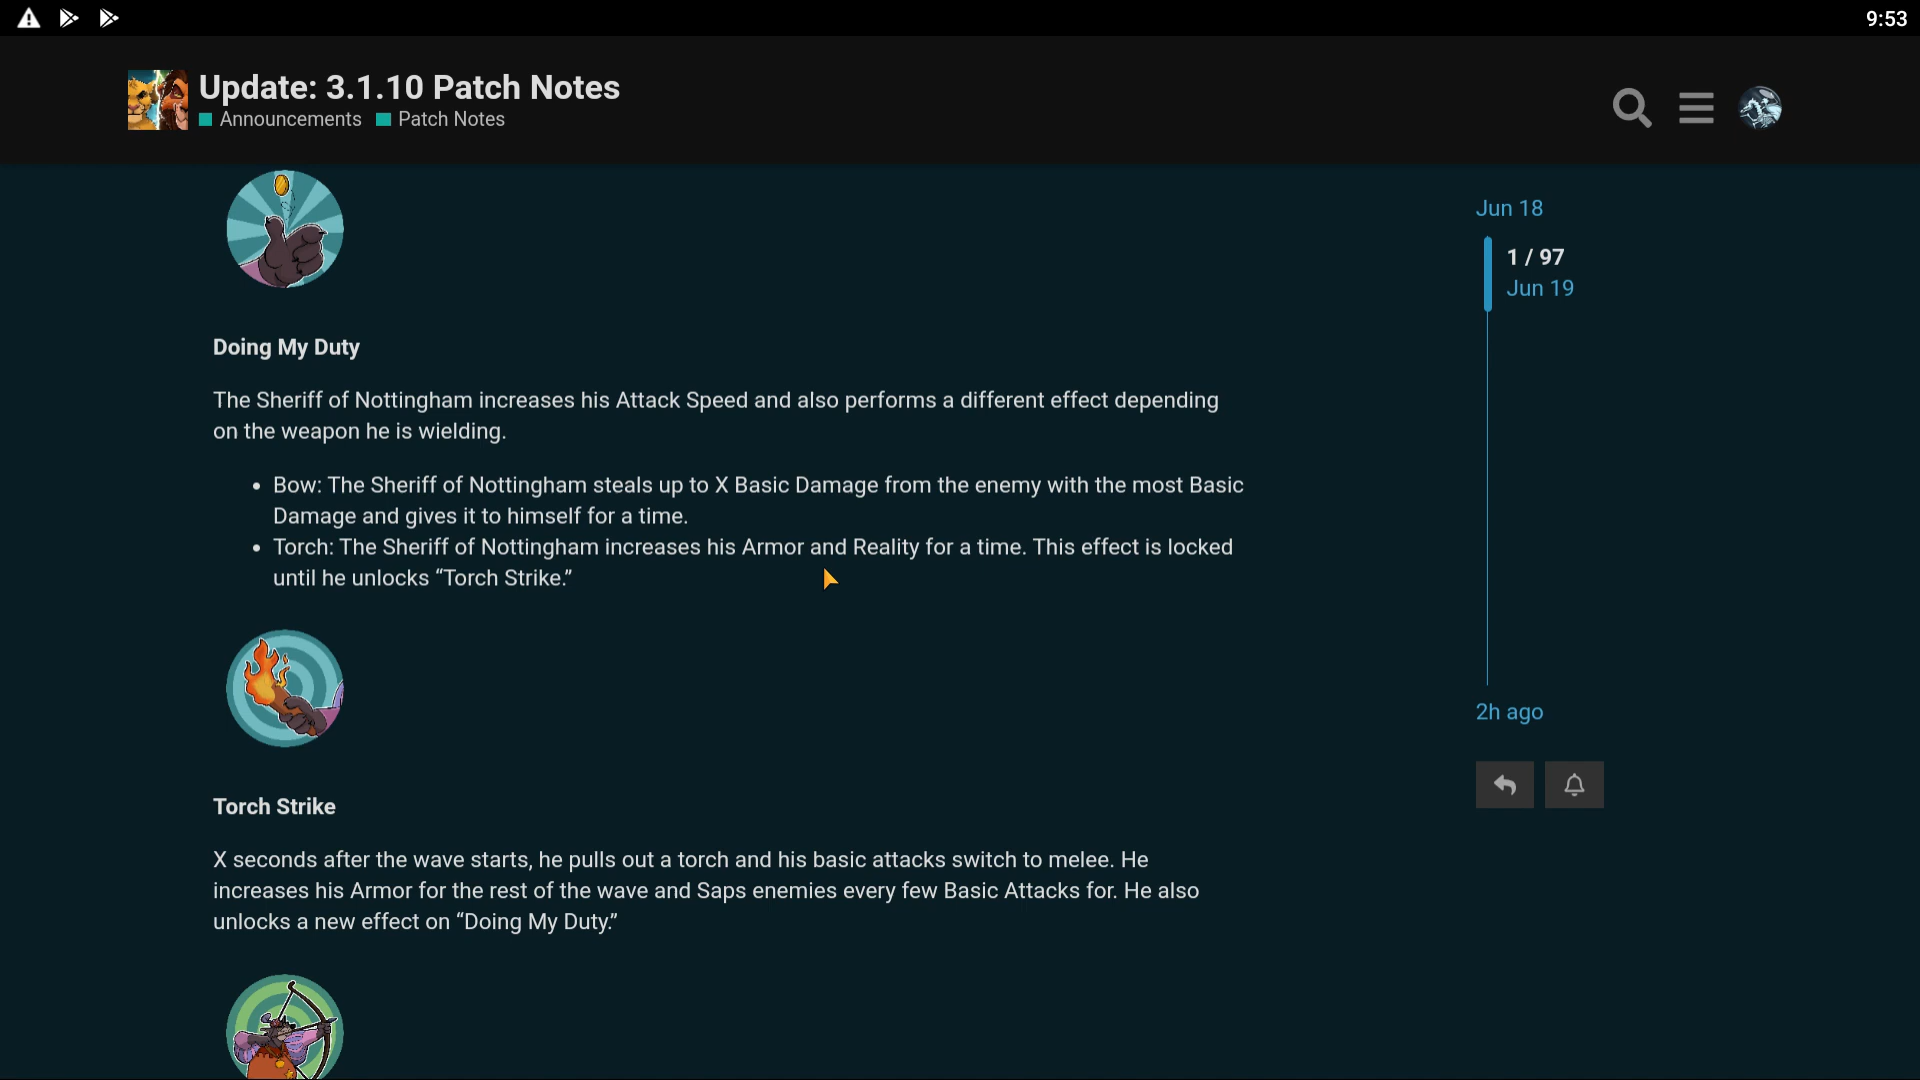 9:53
Update: 3.1.10 Patch Notes
Announcements Patch Notes
Jun 18
1 / 97
Jun 19
Doing My Duty
The Sheriff of Nottingham increases his Attack Speed and also performs a different effect depending
on the weapon he is wielding.
• Bow: The Sheriff of Nottingham steals up to X Basic Damage from the enemy with the most Basic
Damage and gives it to himself for a time.
• Torch: The Sheriff of Nottingham increases his Armor and Reality for a time. This effect is locked
until he unlocks “Torch Strike.”
2h ago
Torch Strike
X seconds after the wave starts, he pulls out a torch and his basic attacks switch to melee. He
increases his Armor for the rest of the wave and Saps enemies every few Basic Attacks for. He also
unlocks a new effect on “Doing My Duty.”